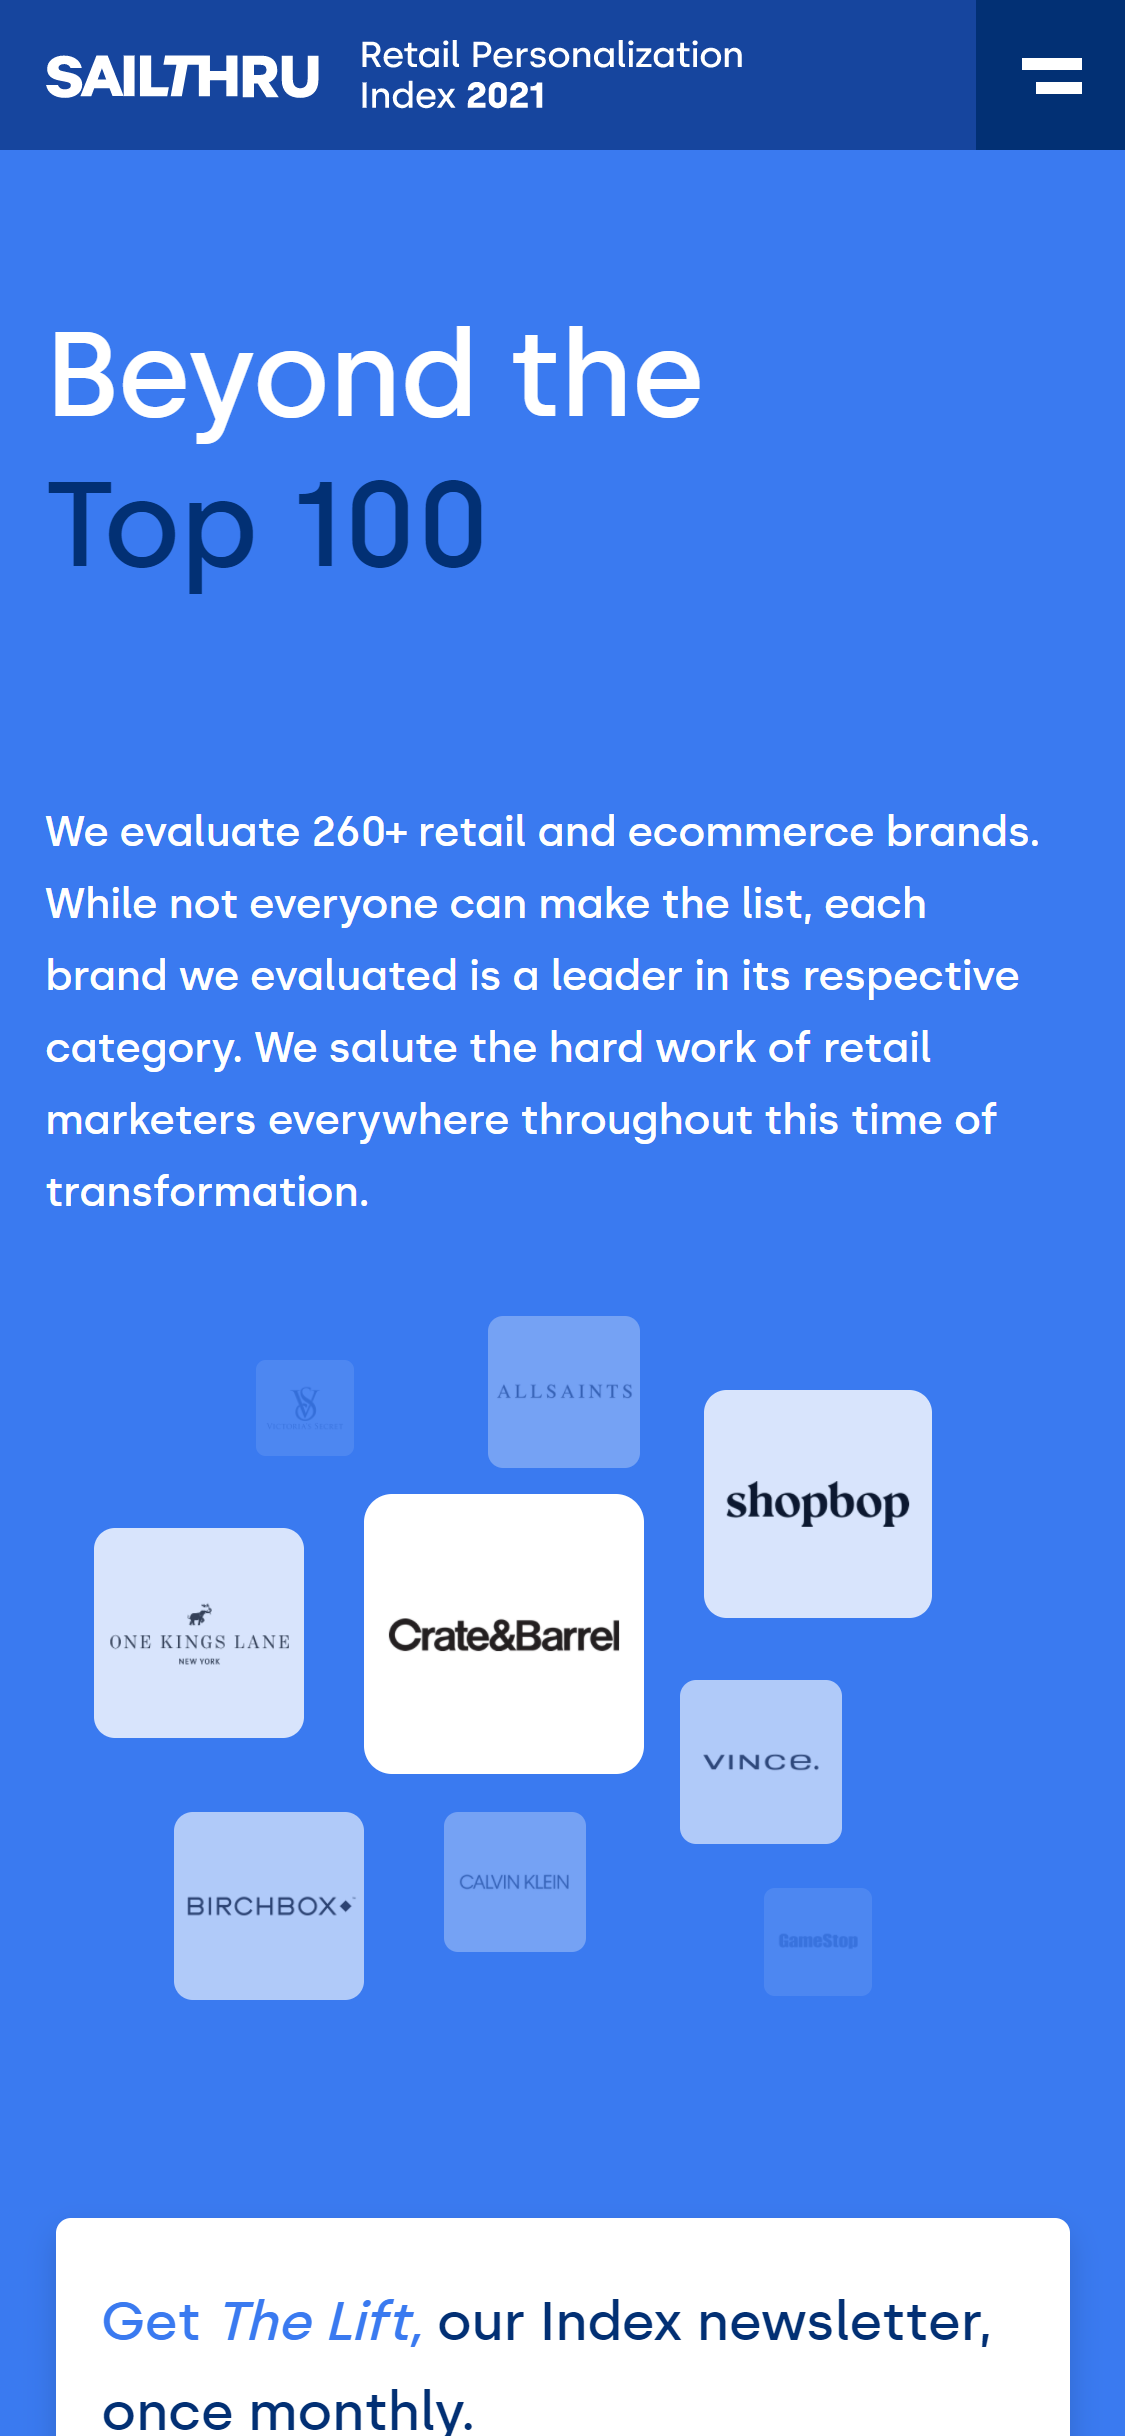 SAILTHRU
Retail Personalization
Index 2021
Beyond the
Top 100
We evaluate 260+ retail and ecommerce brands.
While not everyone can make the list, each
brand we evaluated is a leader in its respective
category. We salute the hard work of retail
marketers everywhere throughout this time of
transformation.
VS
VICTORIA'S SECRET
ALLSAINTS
shopbop
ONE KINGS LANE
NEW YORK
Crate&Barrel
VINCE.
BIRCHBOX
CALVIN KLEIN
GameStop
Get The Lift, our Index newsletter,
once monthly.